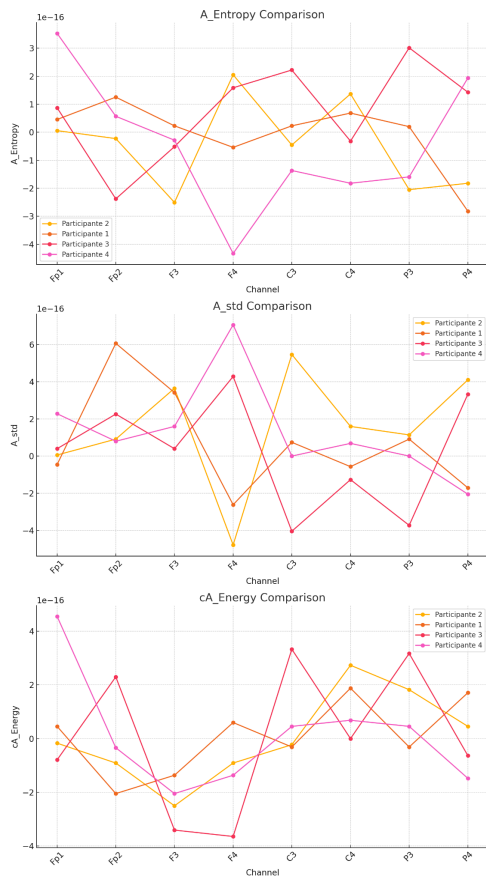 A_Entropy Comparison
1e−16
3
2
1
0
−1
−2
−3
−4
A_Entropy
Participante 2
Participante 1
Participante 3
Participante 4
Fp1 Fp2 F3 F4 C3 C4 P3 P4
Channel
A_std Comparison
1e−16
6
4
2
0
−2
−4
A_std
Participante 2
Participante 1
Participante 3
Participante 4
Fp1 Fp2 F3 F4 C3 C4 P3 P4
Channel
cA_Energy Comparison
1e−16
4
2
0
−2
−4
cA_Energy
Participante 2
Participante 1
Participante 3
Participante 4
Fp1 Fp2 F3 F4 C3 C4 P3 P4
Channel